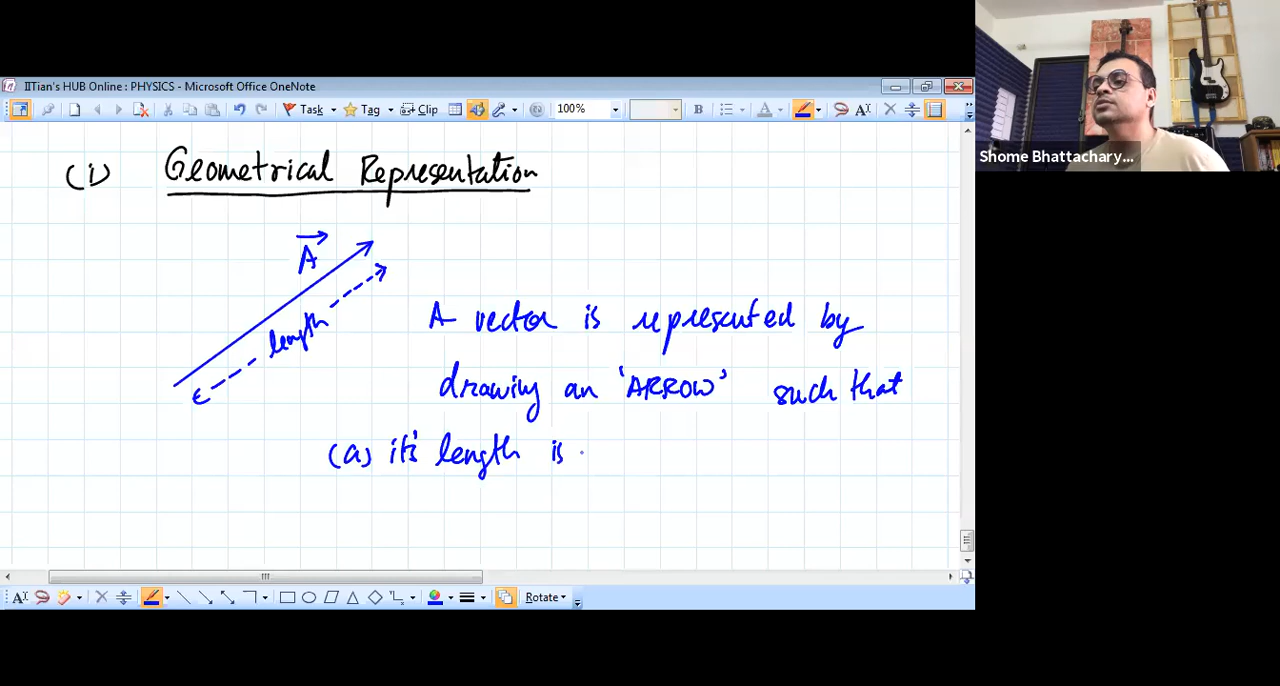 IITian's HUB Online : PHYSICS - Microsoft Office OneNote
Task Tag Clip 100% B A A
(i) Geometrical Representation
A
length
A vector is represented by
drawing an 'ARROW' such that
(a) it's length is
Shome Bhattachary...
A Rotate